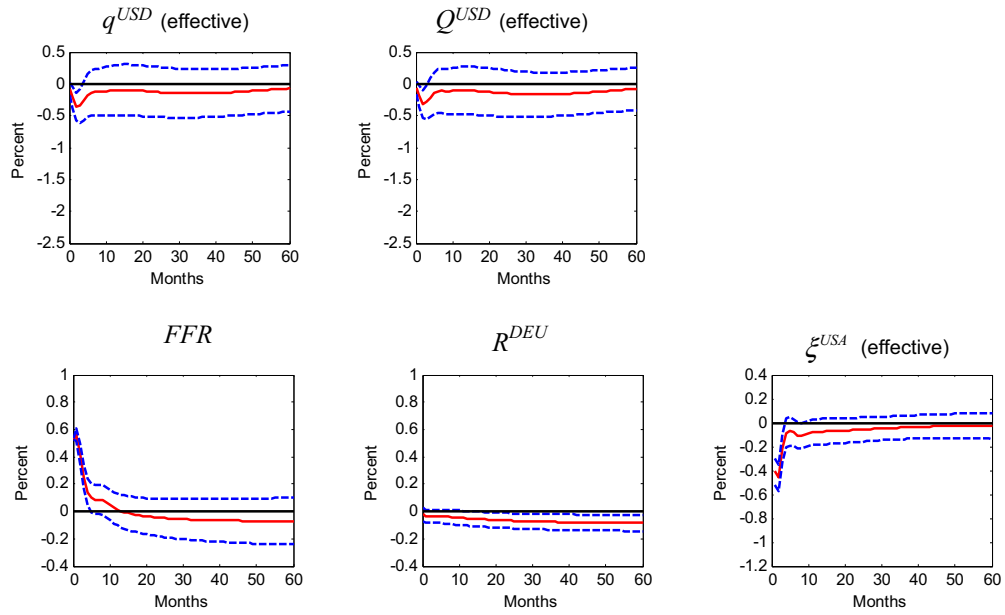 q^{USD} (effective)
Q^{USD} (effective)
0.5
0
-0.5
-1
-1.5
-2
-2.5
Percent
0 10 20 30 40 50 60
Months
0.5
0
-0.5
-1
-1.5
-2
-2.5
Percent
0 10 20 30 40 50 60
Months
FFR
R^{DEU}
ξ^{USA} (effective)
1
0.8
0.6
0.4
0.2
0
-0.2
-0.4
Percent
0 10 20 30 40 50 60
Months
1
0.8
0.6
0.4
0.2
0
-0.2
-0.4
Percent
0 10 20 30 40 50 60
Months
0.4
0.2
0
-0.2
-0.4
-0.6
-0.8
-1
-1.2
Percent
0 10 20 30 40 50 60
Months